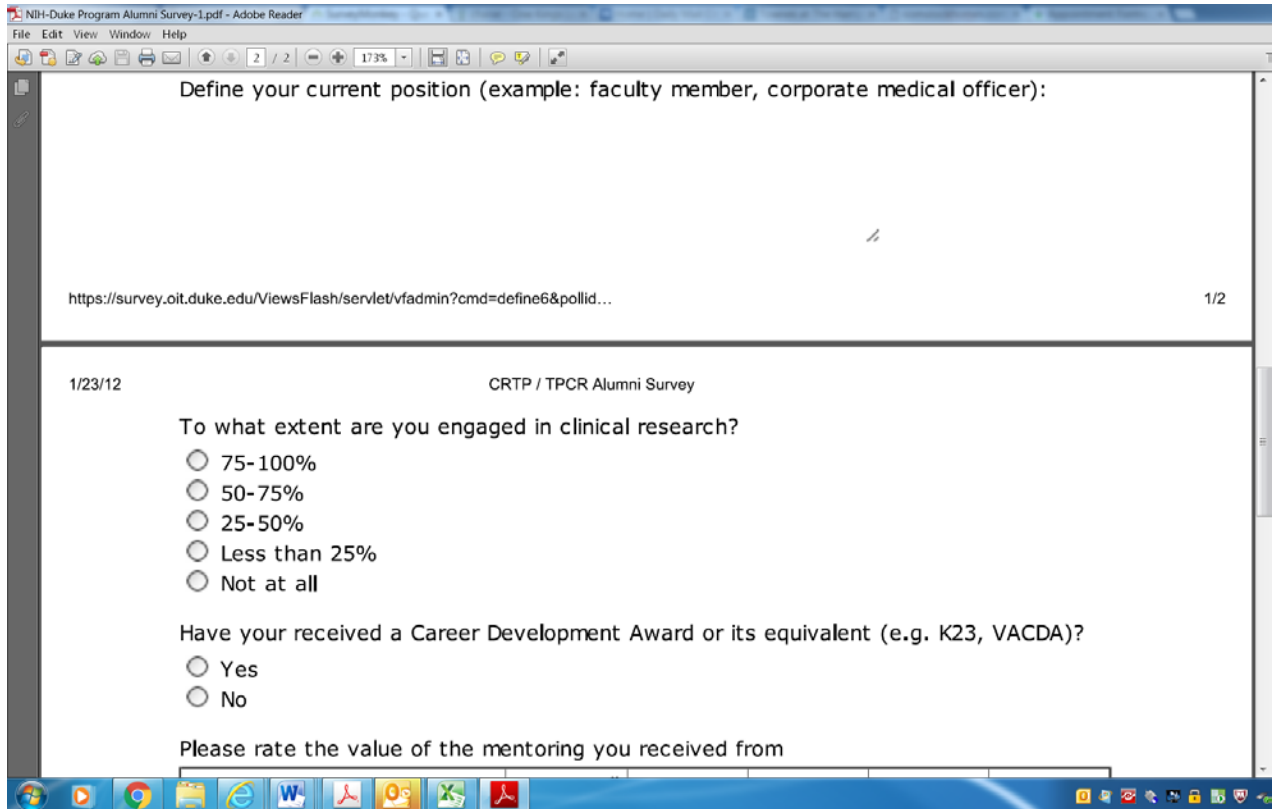 NIH-Duke Program Alumni Survey-1.pdf - Adobe Reader
File Edit View Window Help
2 / 2 173%
Define your current position (example: faculty member, corporate medical officer):
https://survey.oit.duke.edu/ViewsFlash/servlet/vfadmin?cmd=define6&pollid... 1/2
1/23/12 CRTP / TPCR Alumni Survey
To what extent are you engaged in clinical research?
75-100%
50-75%
25-50%
Less than 25%
Not at all
Have your received a Career Development Award or its equivalent (e.g. K23, VACDA)?
Yes
No
Please rate the value of the mentoring you received from